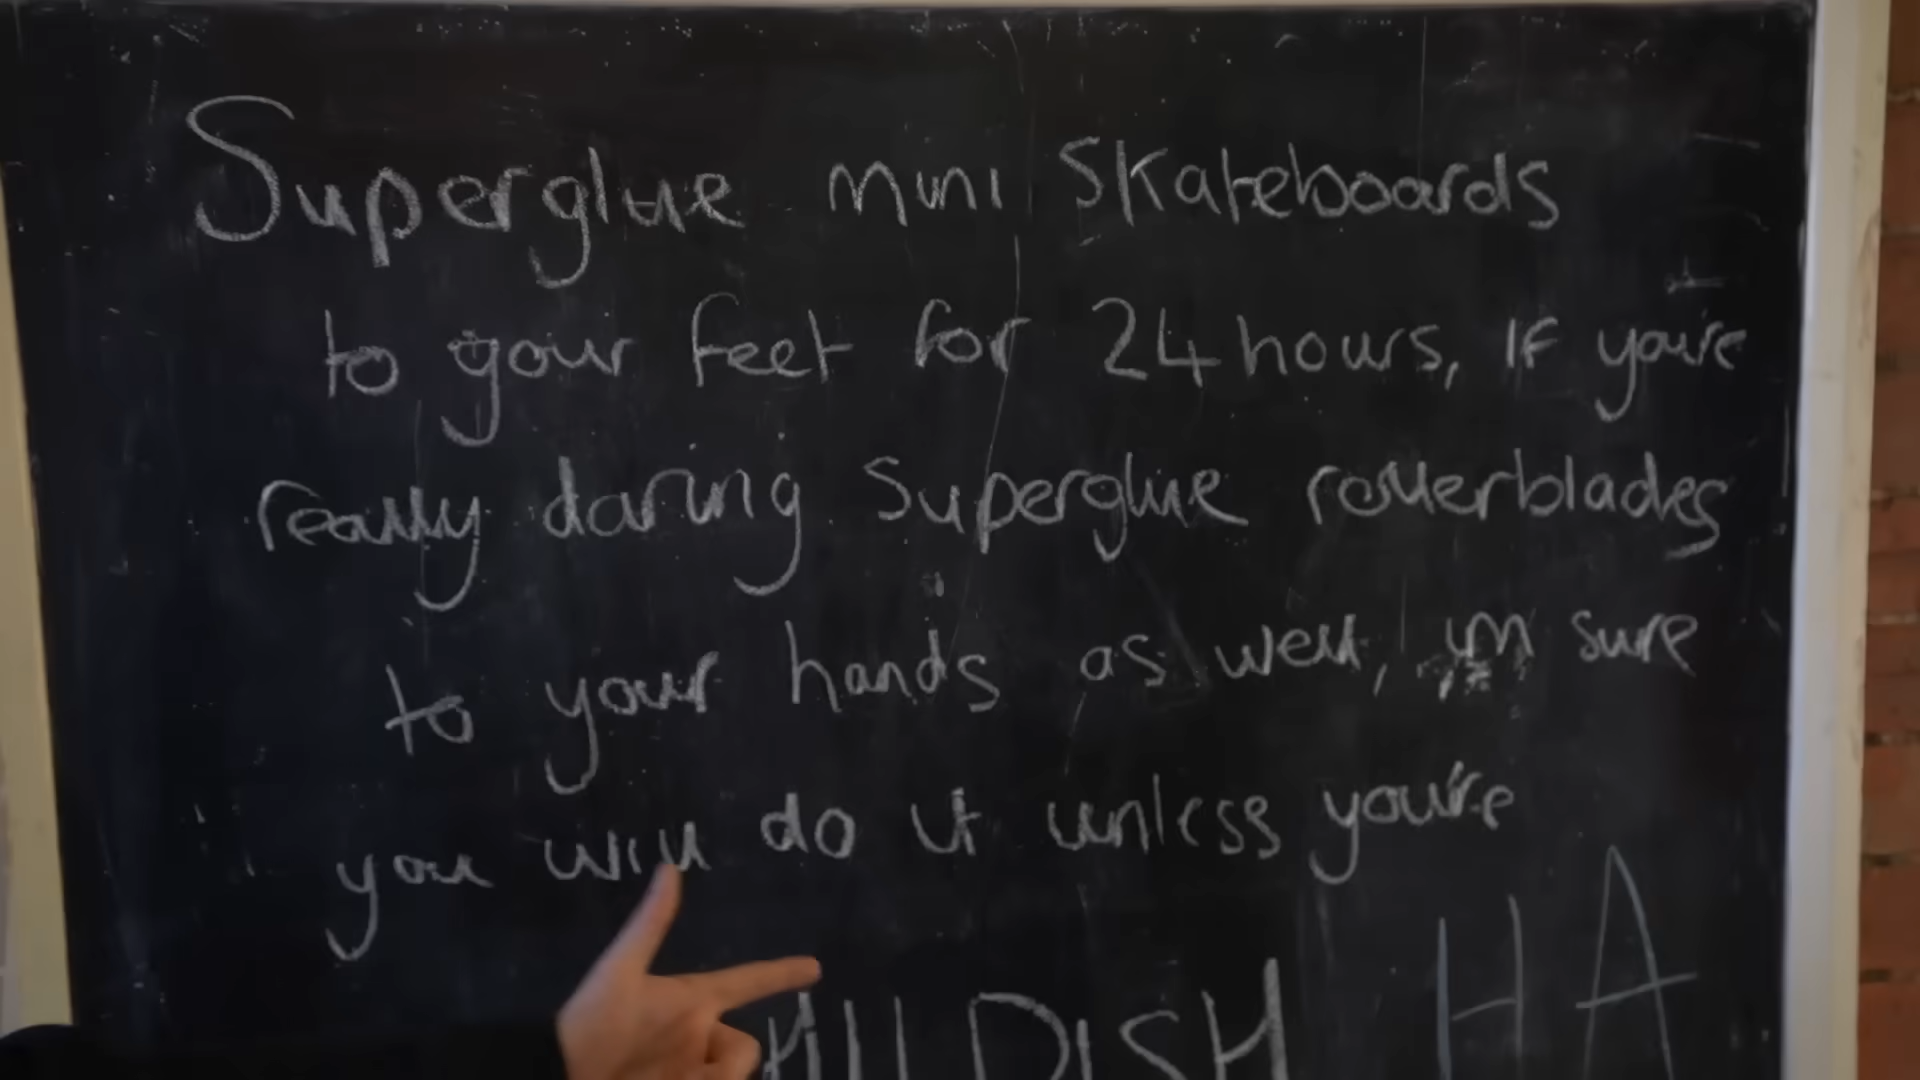 Superglue mini Skateboards
to your feet for 24 hours, if you're
really daring Superglue rollerblades
to your hands as well, im sure
you will do it unless you're
HA